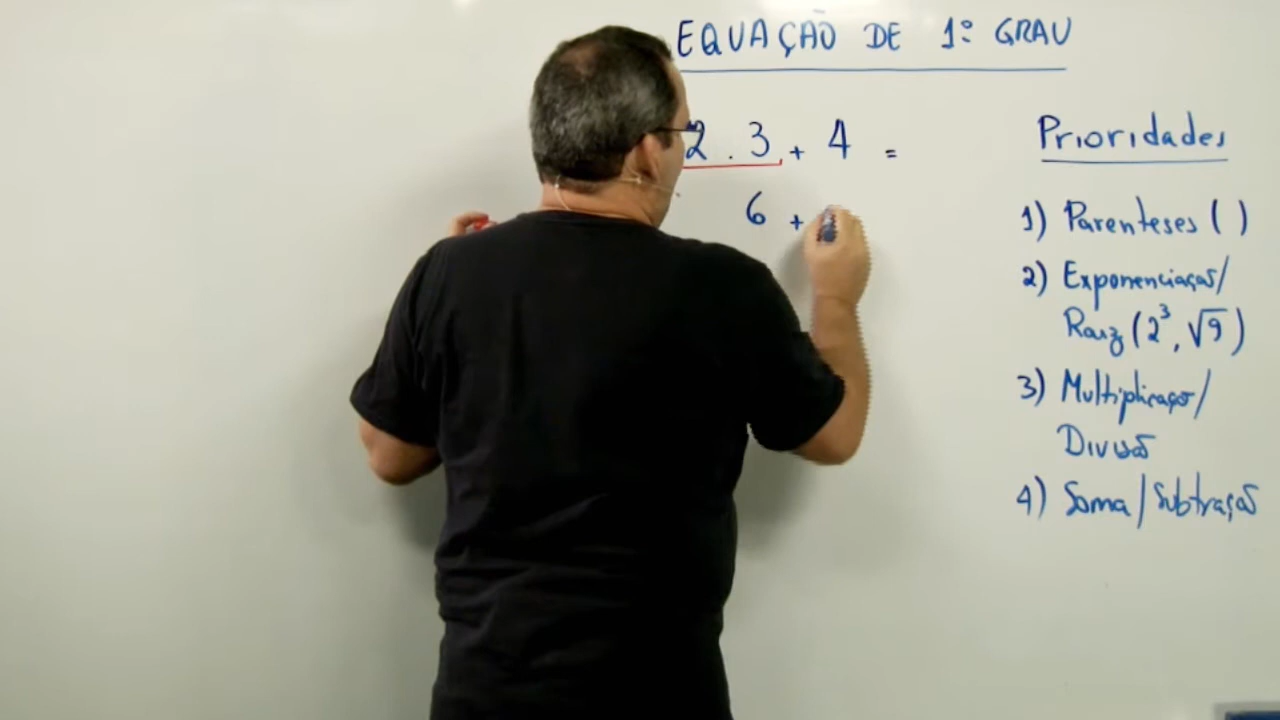 EQUAÇÃO DE 1º GRAU
2 . 3 + 4 =
6 +
Prioridades
1) Parenteses ( )
2) Exponenciação/
Raiz (2³, √9)
3) Multiplicação/
Divisão
4) Soma/Subtração